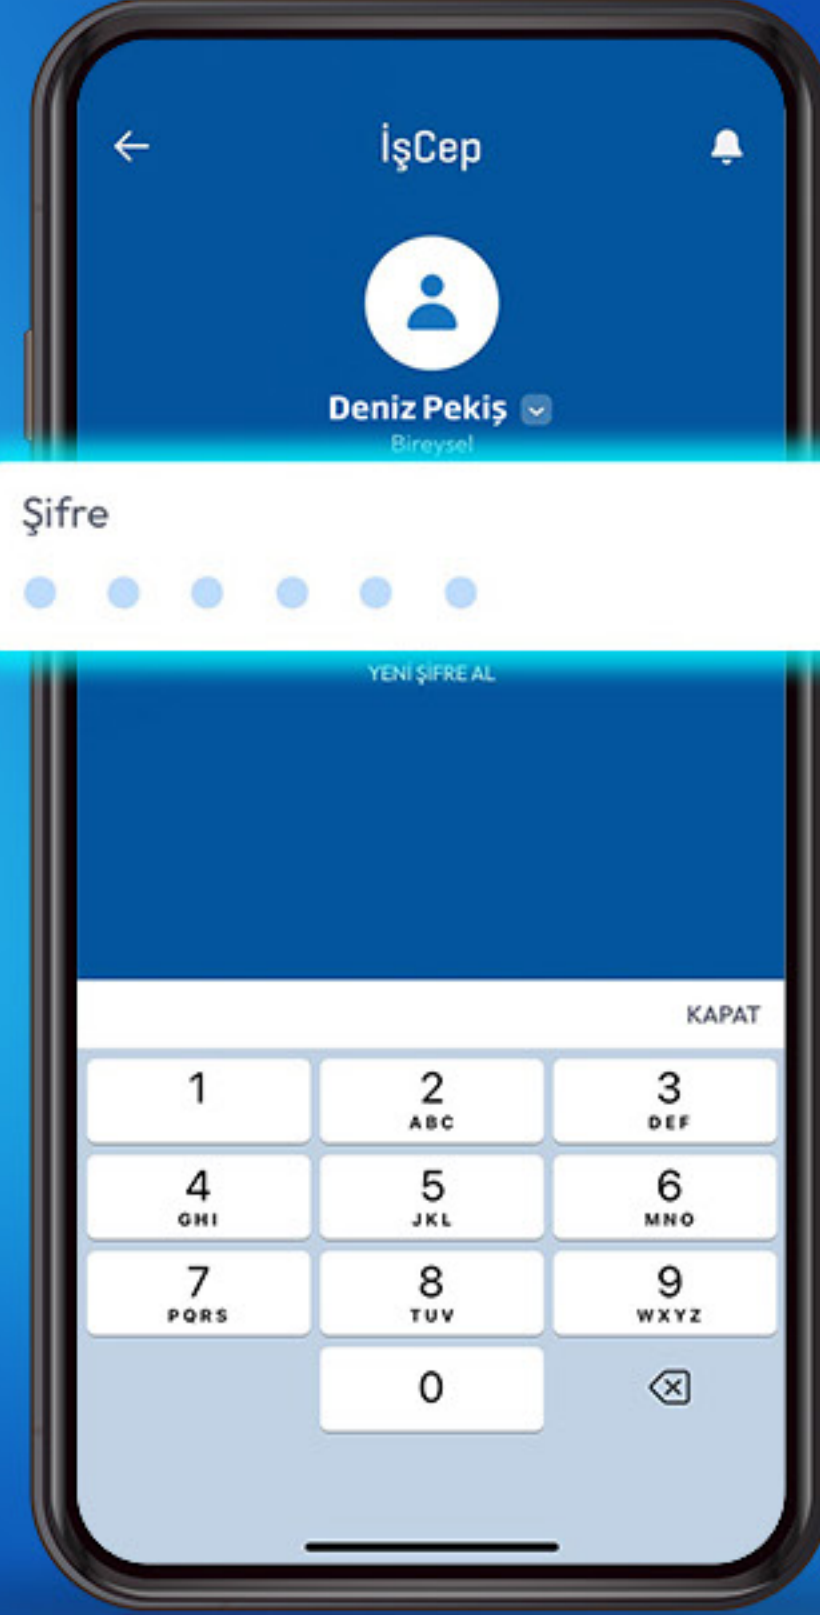 İşCep
Deniz Pekiş
Bireysel
Şifre
YENİ ŞİFRE AL
KAPAT
1
2
ABC
3
DEF
4
GHI
5
JKL
6
MNO
7
PQRS
8
TUV
9
WXYZ
0